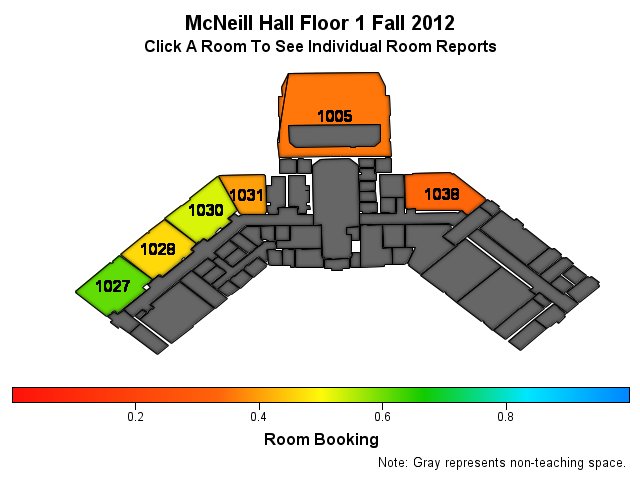 McNeill Hall Floor 1 Fall 2012
Click A Room To See Individual Room Reports
1005
1031
1038
1030
1028
1027
0.2 0.4 0.6 0.8
Room Booking
Note: Gray represents non-teaching space.